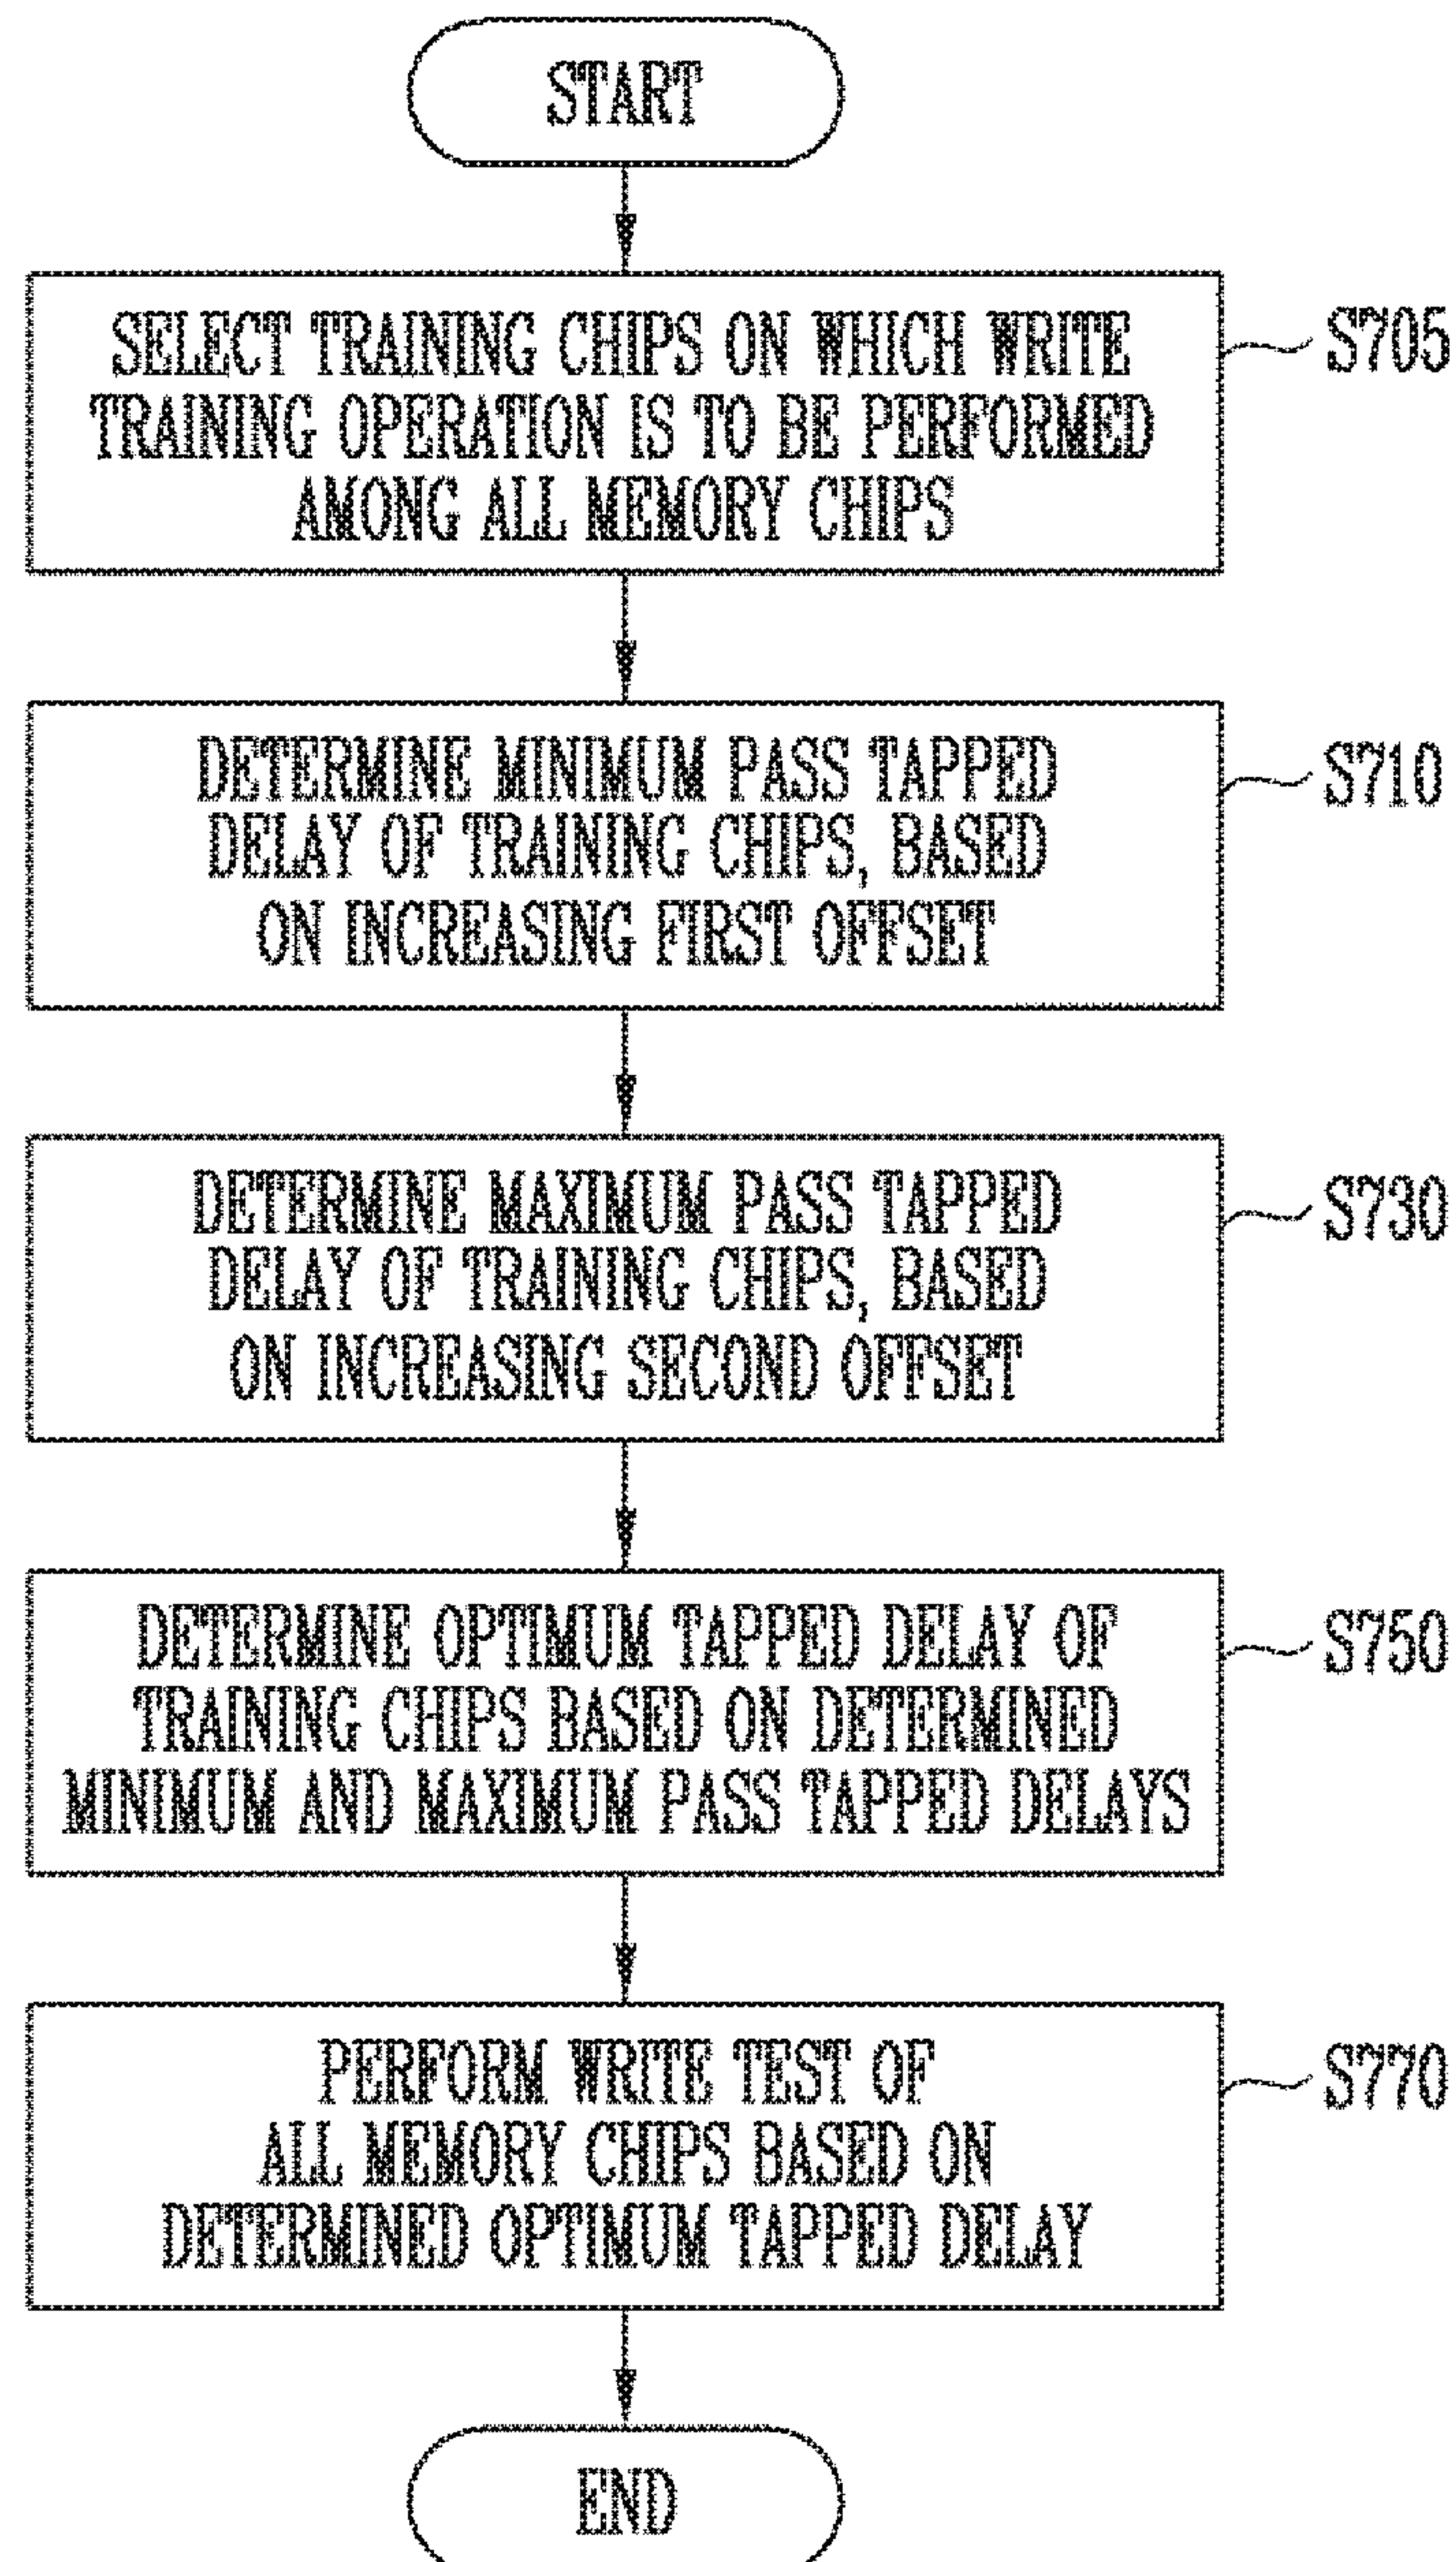 START
SELECT TRAINING CHIPS ON WHICH WRITE
TRAINING OPERATION IS TO BE PERFORMED
AMONG ALL MEMORY CHIPS
S705
DETERMINE MINIMUM PASS TAPPED
DELAY OF TRAINING CHIPS, BASED
ON INCREASING FIRST OFFSET
S710
DETERMINE MAXIMUM PASS TAPPED
DELAY OF TRAINING CHIPS, BASED
ON INCREASING SECOND OFFSET
S730
DETERMINE OPTIMUM TAPPED DELAY OF
TRAINING CHIPS BASED ON DETERMINED
MINIMUM AND MAXIMUM PASS TAPPED DELAYS
S750
PERFORM WRITE TEST OF
ALL MEMORY CHIPS BASED ON
DETERMINED OPTIMUM TAPPED DELAY
S770
END